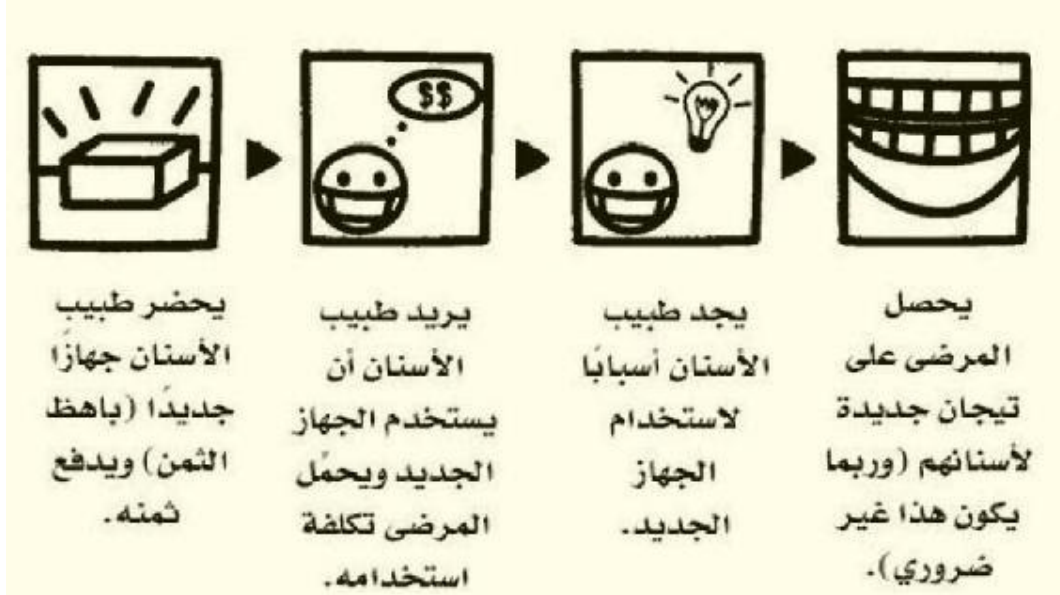 $$
يحضر طبيب
الأسنان جهازًا
جديدًا (باهظ
الثمن) ويدفع
ثمنه.
يريد طبيب
الأسنان أن
يستخدم الجهاز
الجديد ويحمّل
المرضى تكلفة
استخدامه.
يجد طبيب
الأسنان أسبابًا
لاستخدام
الجهاز
الجديد.
يحصل
المرضى على
تيجان جديدة
لأسنانهم (وربما
يكون هذا غير
ضروري).